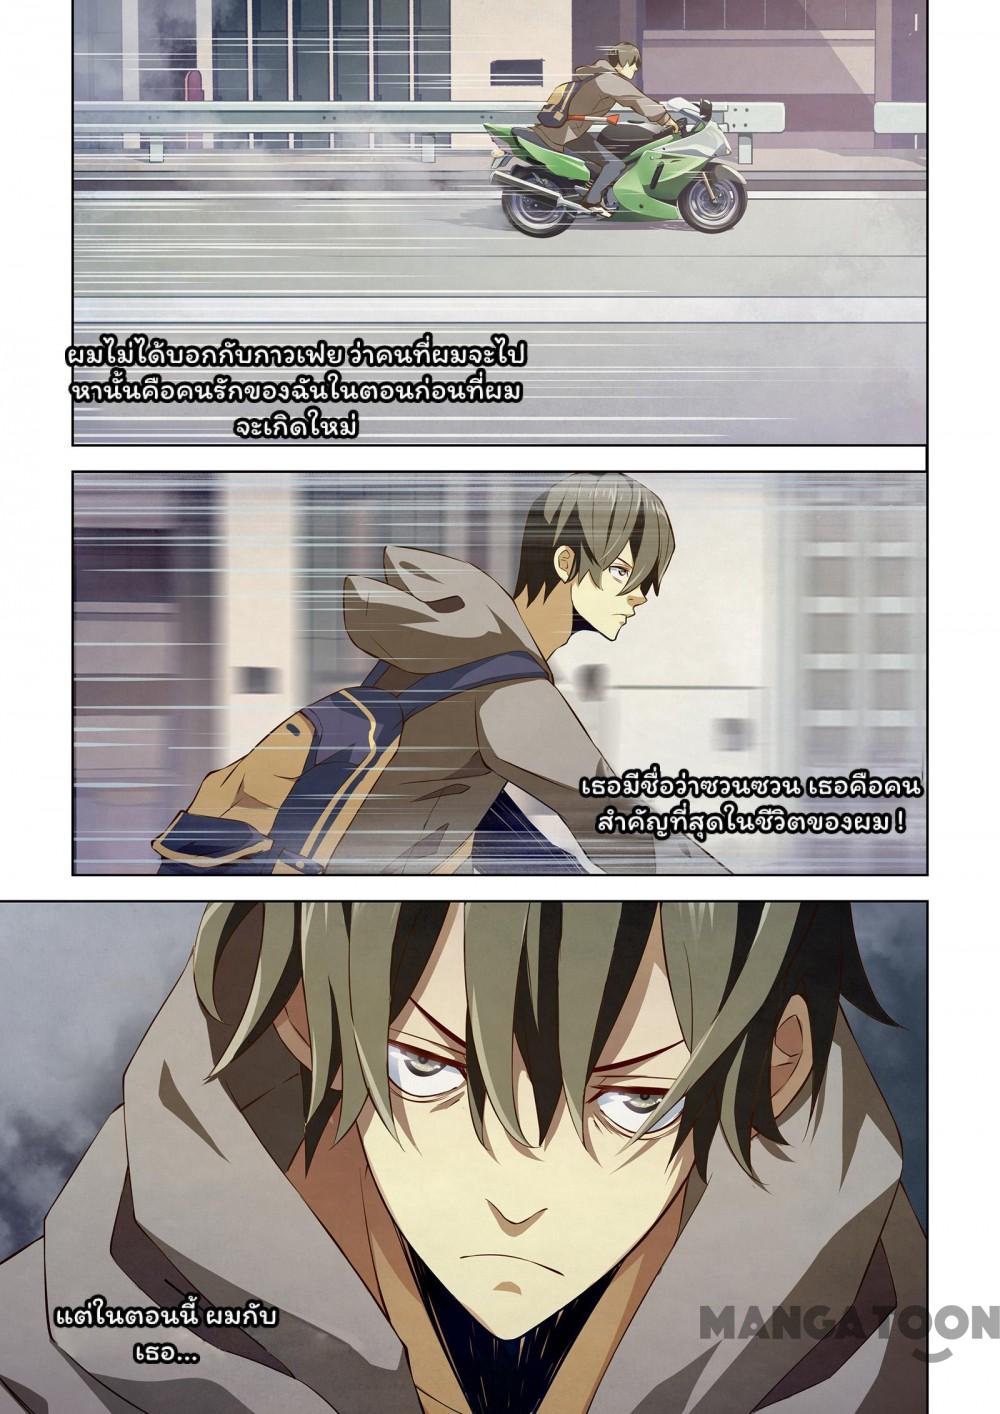 ผมไม่ได้บอกกับกาวเฟย ว่าคนที่ผมจะไป
หานั้นคือคนรักของฉันในตอนก่อนที่ผม
จะเกิดใหม่
เธอมีชื่อว่าซวนซวน เธอคือคน
สำคัญที่สุดในชีวิตของผม !
แต่ในตอนนี้ ผมกับ
เธอ...
MANGATOON